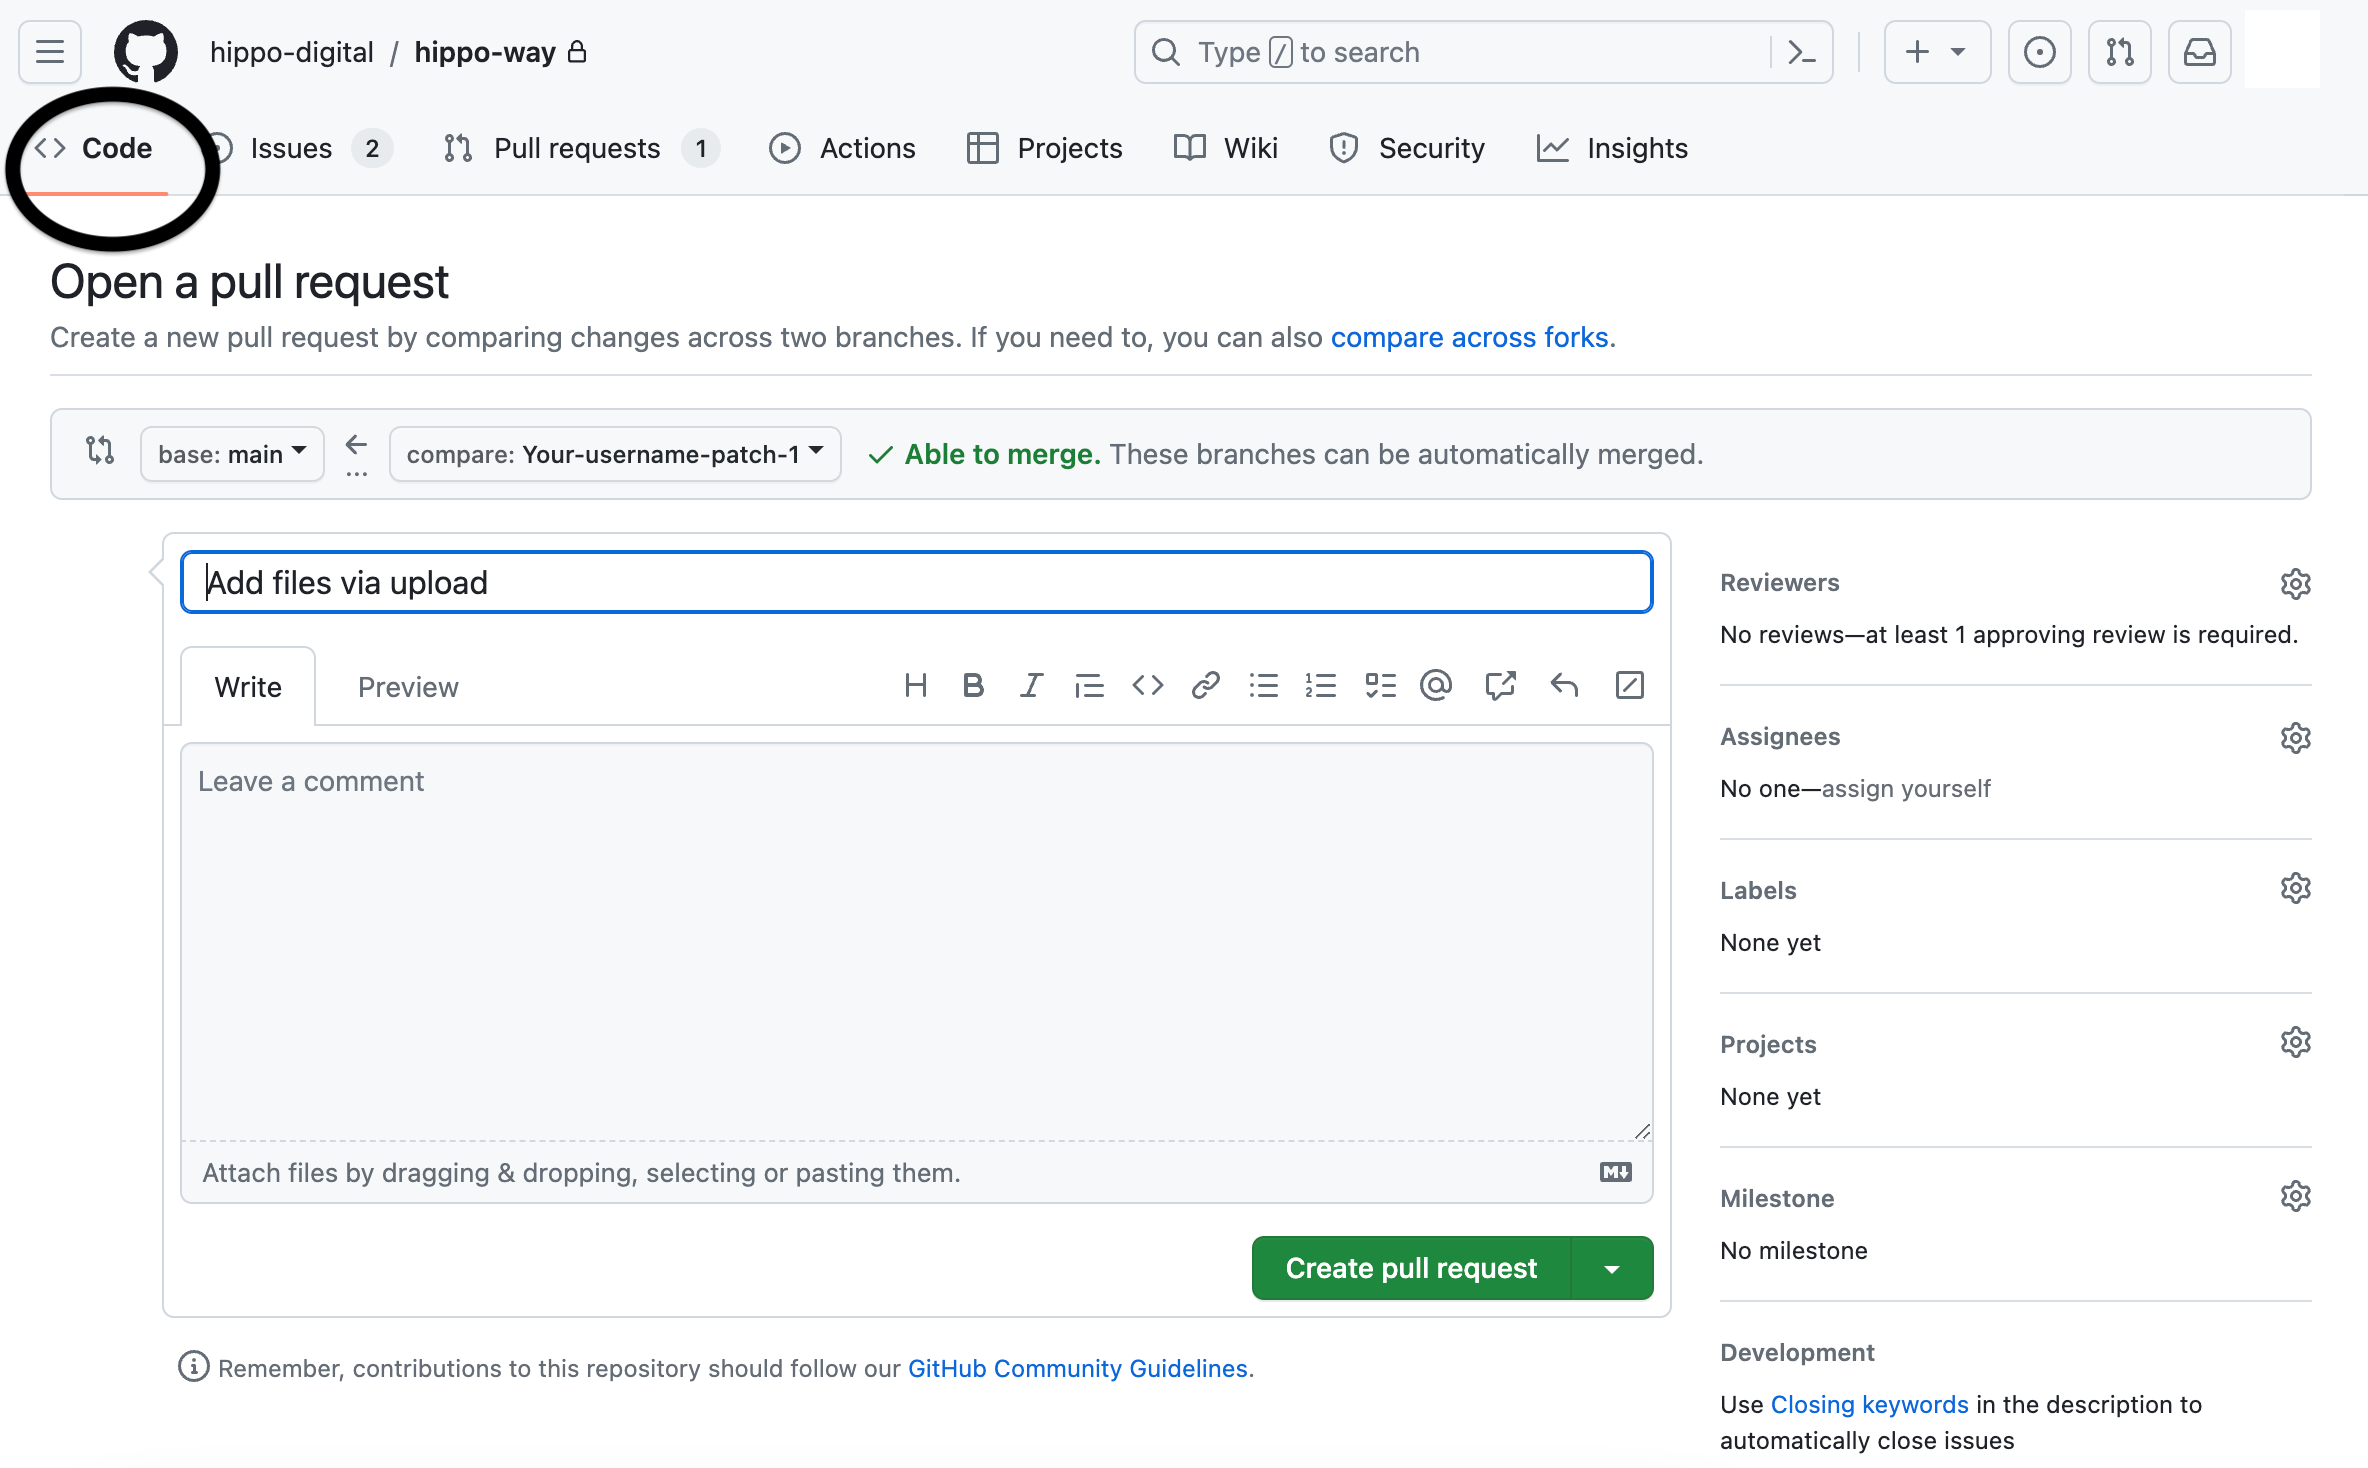 hippo-digital / hippo-way
Type / to search
Code
Issues 2
Pull requests 1
Actions
Projects
Wiki
Security
Insights
Open a pull request
Create a new pull request by comparing changes across two branches. If you need to, you can also compare across forks.
base: main
compare: Your-username-patch-1
Able to merge. These branches can be automatically merged.
Add files via upload
Write
Preview
Leave a comment
Attach files by dragging & dropping, selecting or pasting them.
Create pull request
Remember, contributions to this repository should follow our GitHub Community Guidelines.
Reviewers
No reviews—at least 1 approving review is required.
Assignees
No one—assign yourself
Labels
None yet
Projects
None yet
Milestone
No milestone
Development
Use Closing keywords in the description to
automatically close issues